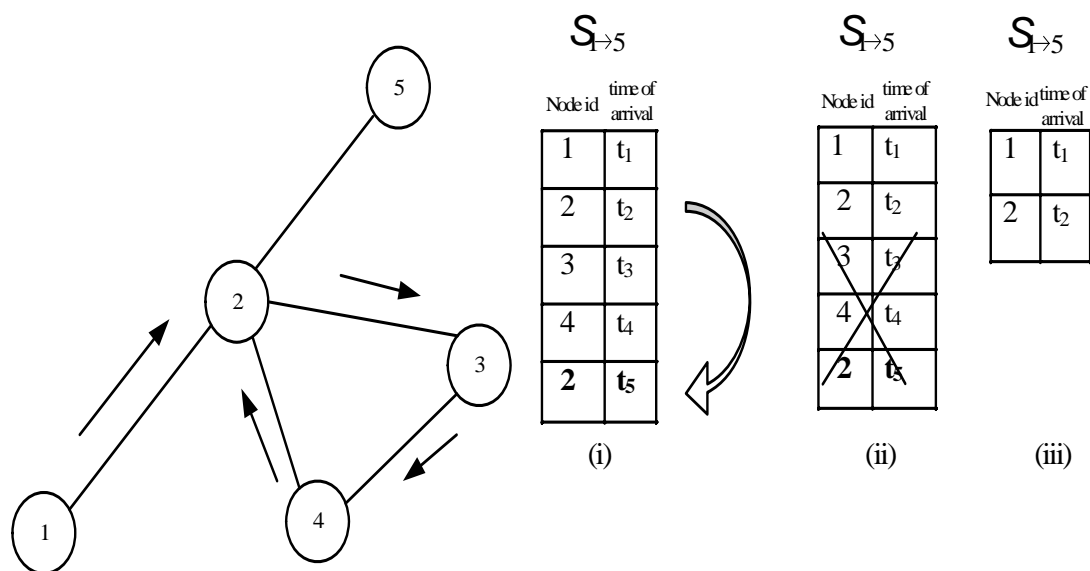 5
2
3
4
1
S1↦5
Node id time of arrival
1 t1
2 t2
3 t3
4 t4
2 t5
(i)
S1↦5
Node id time of arrival
1 t1
2 t2
3 t3
4 t4
2 t5
(ii)
S1↦5
Node id time of arrival
1 t1
2 t2
(iii)